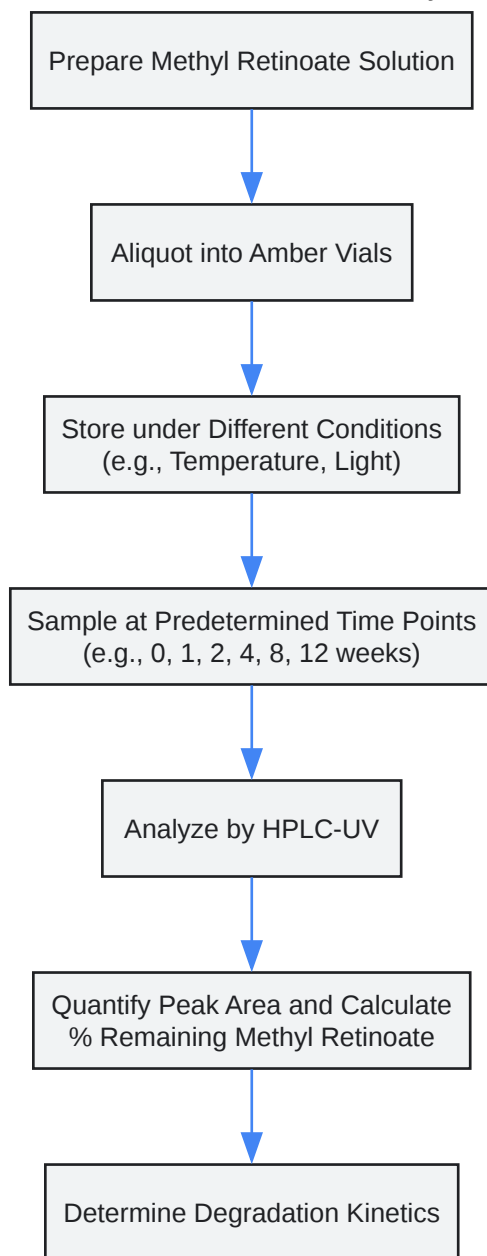 Prepare Methyl Retinoate Solution
Aliquot into Amber Vials
Store under Different Conditions
(e.g., Temperature, Light)
Sample at Predetermined Time Points
(e.g., 0, 1, 2, 4, 8, 12 weeks)
Analyze by HPLC-UV
Quantify Peak Area and Calculate
% Remaining Methyl Retinoate
Determine Degradation Kinetics